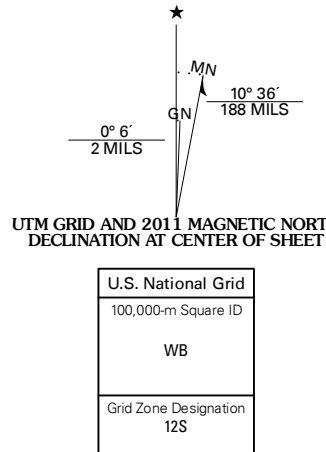 ★
MN
10° 36´
188 MILS
GN
0° 6´
2 MILS
UTM GRID AND 2011 MAGNETIC NORT
DECLINATION AT CENTER OF SHEET
U.S. National Grid
100,000-m Square ID
WB
Grid Zone Designation
12S